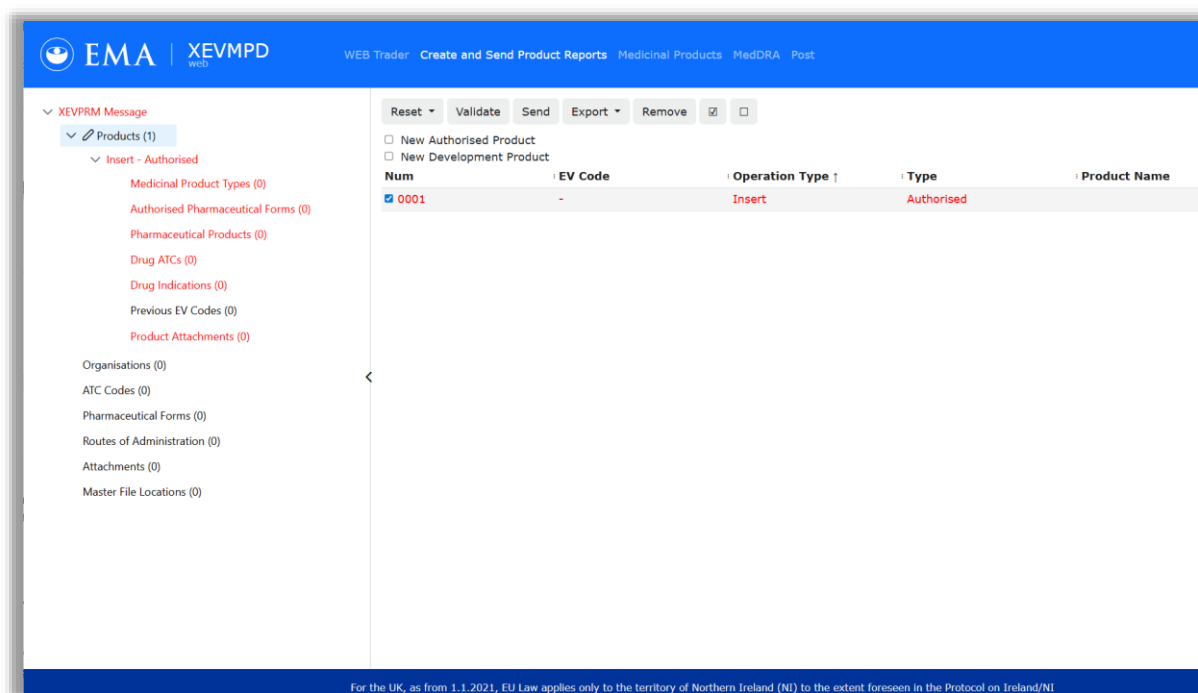 EMA XEVMPD
web
WEB Trader Create and Send Product Reports Medicinal Products MedDRA Post
XEVPRM Message
Products (1)
Insert - Authorised
Medicinal Product Types (0)
Authorised Pharmaceutical Forms (0)
Pharmaceutical Products (0)
Drug ATCs (0)
Drug Indications (0)
Previous EV Codes (0)
Product Attachments (0)
Organisations (0)
ATC Codes (0)
Pharmaceutical Forms (0)
Routes of Administration (0)
Attachments (0)
Master File Locations (0)
Reset Validate Send Export Remove
New Authorised Product
New Development Product
Num EV Code Operation Type ↑ Type Product Name
0001 - Insert Authorised
For the UK, as from 1.1.2021, EU Law applies only to the territory of Northern Ireland (NI) to the extent foreseen in the Protocol on Ireland/NI